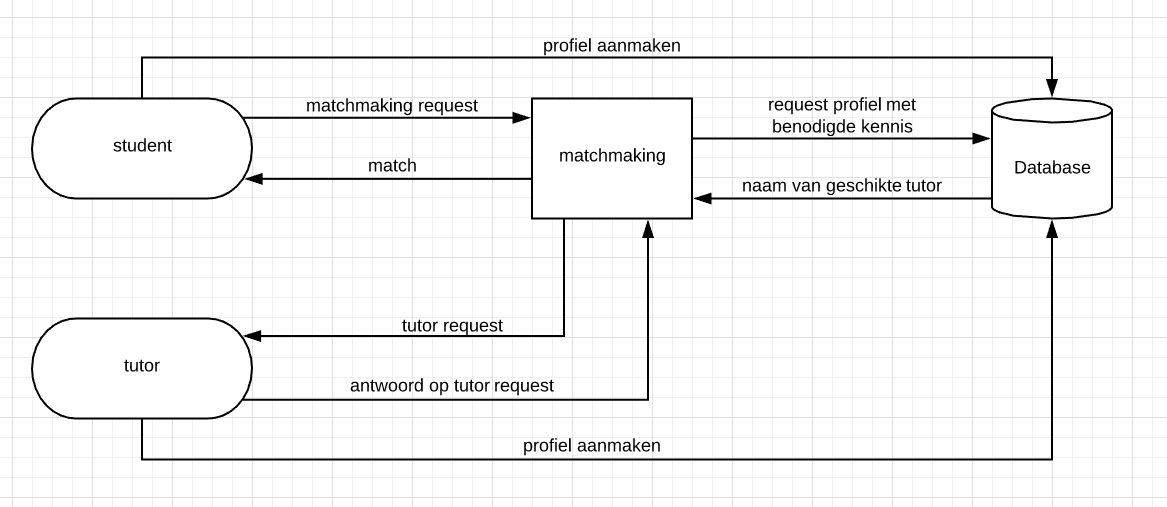 profiel aanmaken
matchmaking request
request profiel met
benodigde kennis
student
matchmaking
match
Database
naam van geschikte tutor
tutor request
tutor
antwoord op tutor request
profiel aanmaken